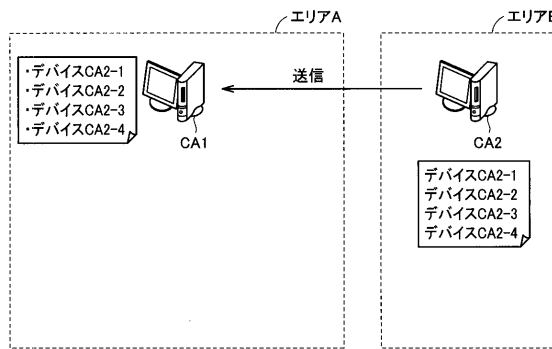 エリアA
・デバイスCA2-1
・デバイスCA2-2
・デバイスCA2-3
・デバイスCA2-4
CA1
送信
エリアB
CA2
デバイスCA2-1
デバイスCA2-2
デバイスCA2-3
デバイスCA2-4